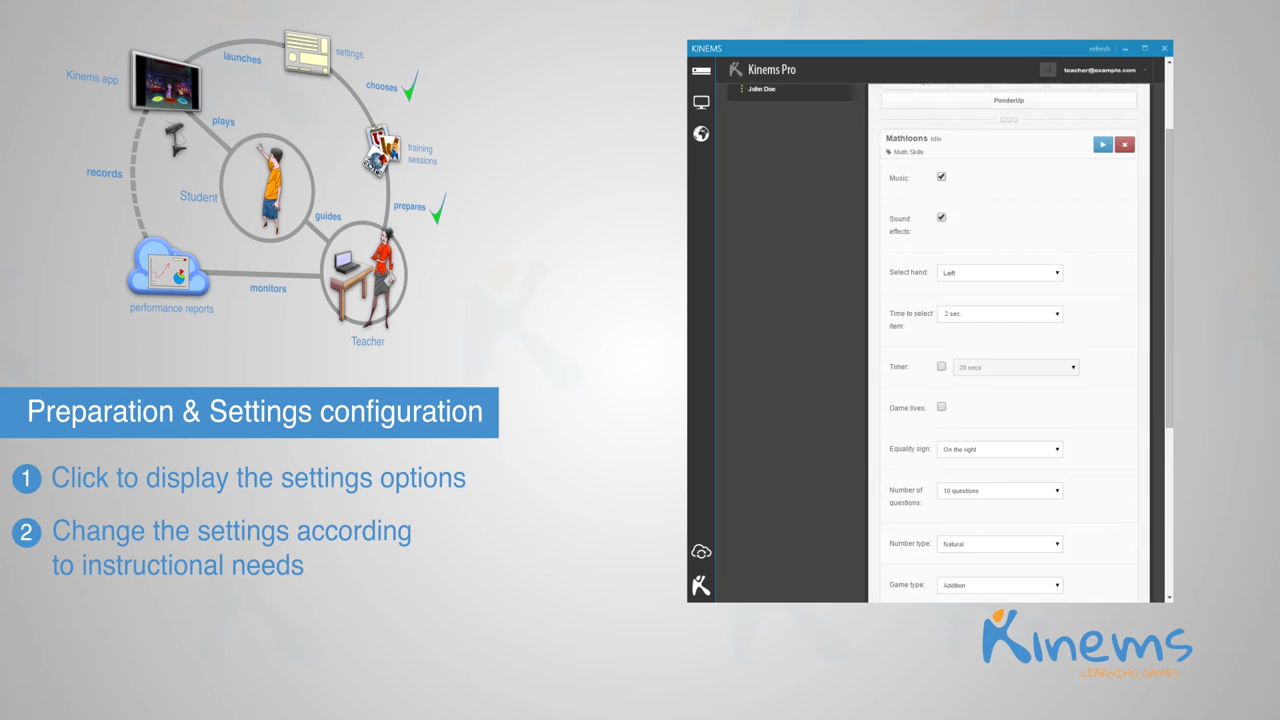 launches
settings
Kinems app
chooses
plays
training
sessions
records
Student
prepares
guides
monitors
performance reports
Teacher
Preparation & Settings configuration
1 Click to display the settings options
2 Change the settings according
to instructional needs
KINEMS
refresh
Kinems Pro
teacher@example.com
John Doe
PonderUp
Mathloons Idle
Math Skills
Music:
Sound
effects:
Select hand: Left
Time to select
item: 2 sec.
Timer: 20 secs
Game lives:
Equality sign: On the right
Number of
questions: 10 questions
Number type: Natural
Game type: Addition
Kinems
LEARNING GAMES